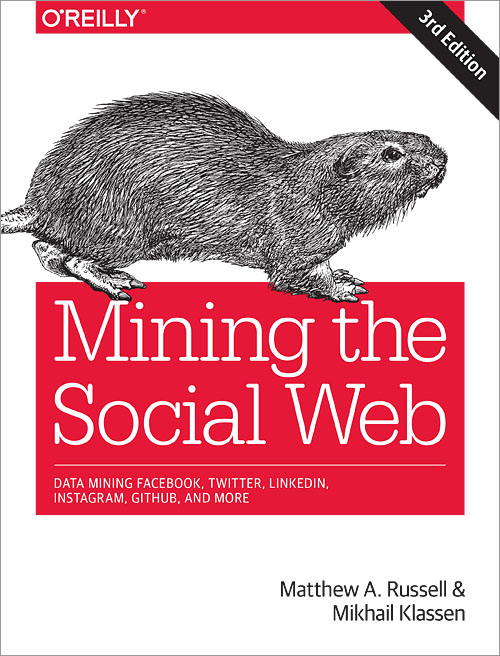 O'REILLY®
3rd Edition
Mining the
Social Web
DATA MINING FACEBOOK, TWITTER, LINKEDIN,
INSTAGRAM, GITHUB, AND MORE
Matthew A. Russell &
Mikhail Klassen